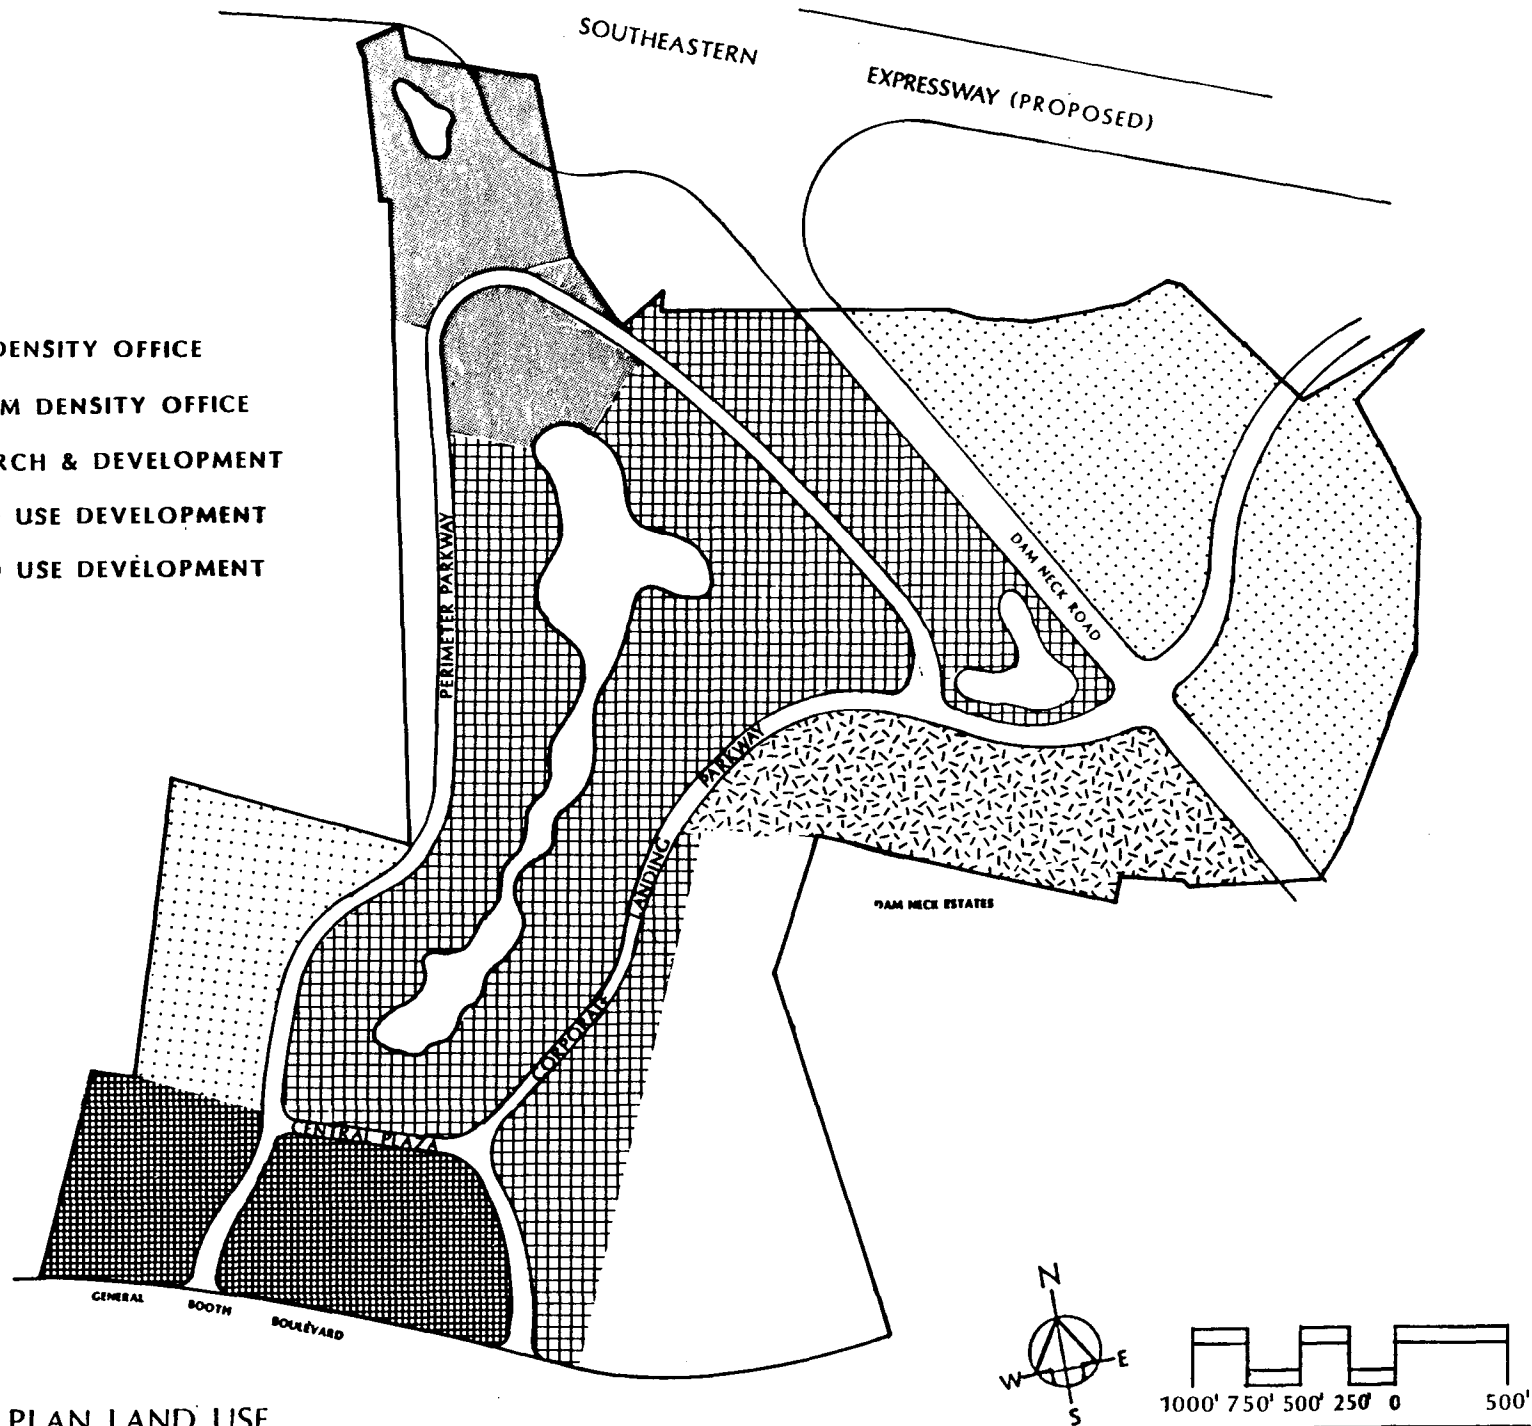 SOUTHEASTERN
EXPRESSWAY (PROPOSED)
DENSITY OFFICE
M DENSITY OFFICE
RCH & DEVELOPMENT
USE DEVELOPMENT
USE DEVELOPMENT
PERIMETER PARKWAY
DAM NECK ROAD
CORPORATE LANDING PARKWAY
DAM NECK ESTATES
CENTRAL PLAZA
GENERAL BOOTH BOULEVARD
N
W E
S
1000' 750' 500' 250' 0 500'
PLAN LAND USE